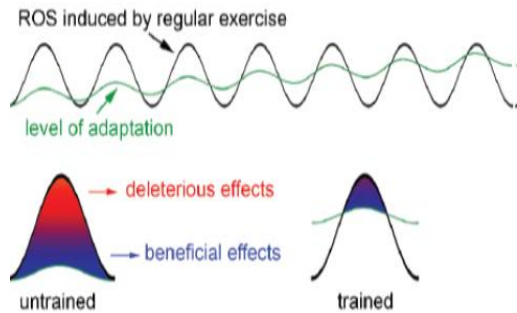 ROS induced by regular exercise
level of adaptation
deleterious effects
beneficial effects
untrained
trained